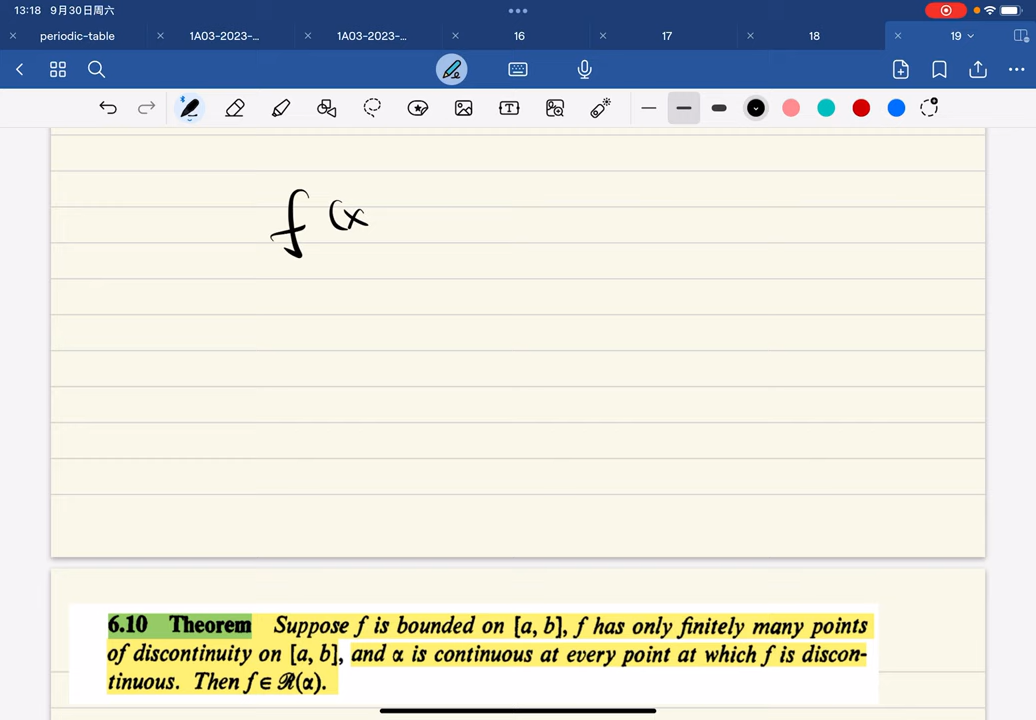 13:18 9月30日周六
periodic-table
1A03-2023-...
1A03-2023-...
16
17
18
19
f (x
6.10 Theorem Suppose f is bounded on [a, b], f has only finitely many points
of discontinuity on [a, b], and α is continuous at every point at which f is discon-
tinuous. Then f ∈ ℛ(α).